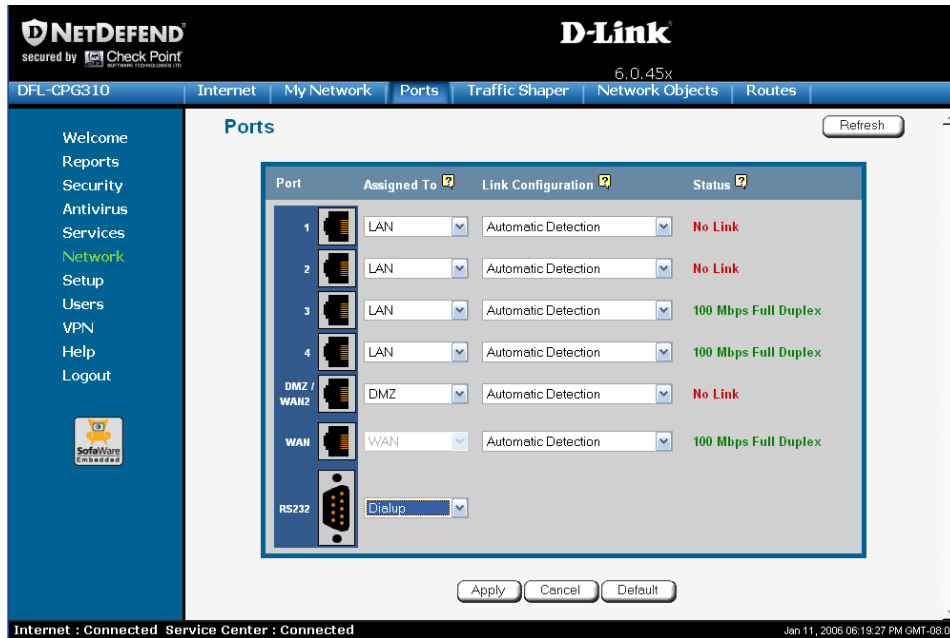 D NETDEFEND
secured by Check Point
SOFTWARE TECHNOLOGIES LTD.
D-Link
6.0.45x
DFL-CPG310
Internet | My Network | Ports | Traffic Shaper | Network Objects | Routes
Welcome
Reports
Security
Antivirus
Services
Network
Setup
Users
VPN
Help
Logout
SofaWare
Embedded
Ports
Refresh
Port Assigned To ? Link Configuration ? Status ?
1 LAN Automatic Detection No Link
2 LAN Automatic Detection No Link
3 LAN Automatic Detection 100 Mbps Full Duplex
4 LAN Automatic Detection 100 Mbps Full Duplex
DMZ / WAN2 DMZ Automatic Detection No Link
WAN WAN Automatic Detection 100 Mbps Full Duplex
RS232 Dialup
Apply Cancel Default
Internet : Connected Service Center : Connected
Jan 11, 2006 06:19:27 PM GMT-08:0